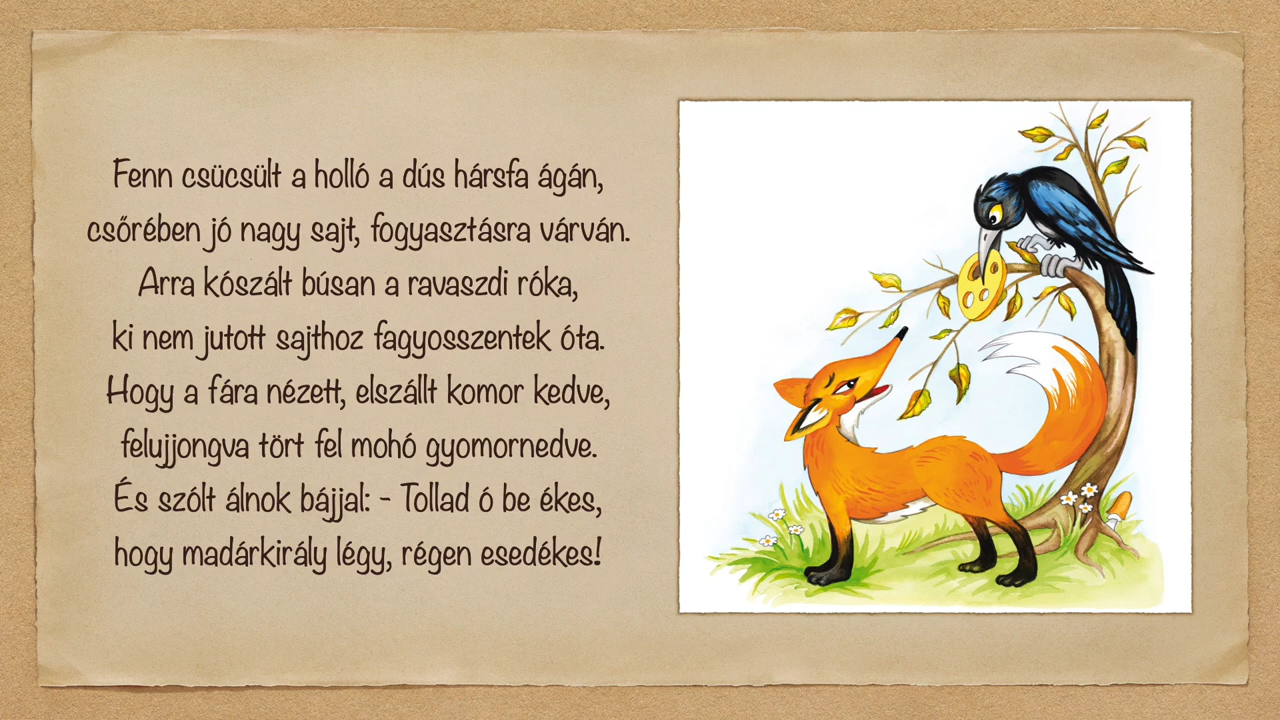 Fenn csücsült a holló a dús hársfa ágán,
csőrében jó nagy sajt, fogyasztásra várván.
Arra kószált búsan a ravaszdi róka,
ki nem jutott sajthoz fagyosszentek óta.
Hogy a fára nézett, elszállt komor kedve,
felujjongva tört fel mohó gyomornedve.
És szólt álnok bájjal: - Tollad ó be ékes,
hogy madárkirály légy, régen esedékes!